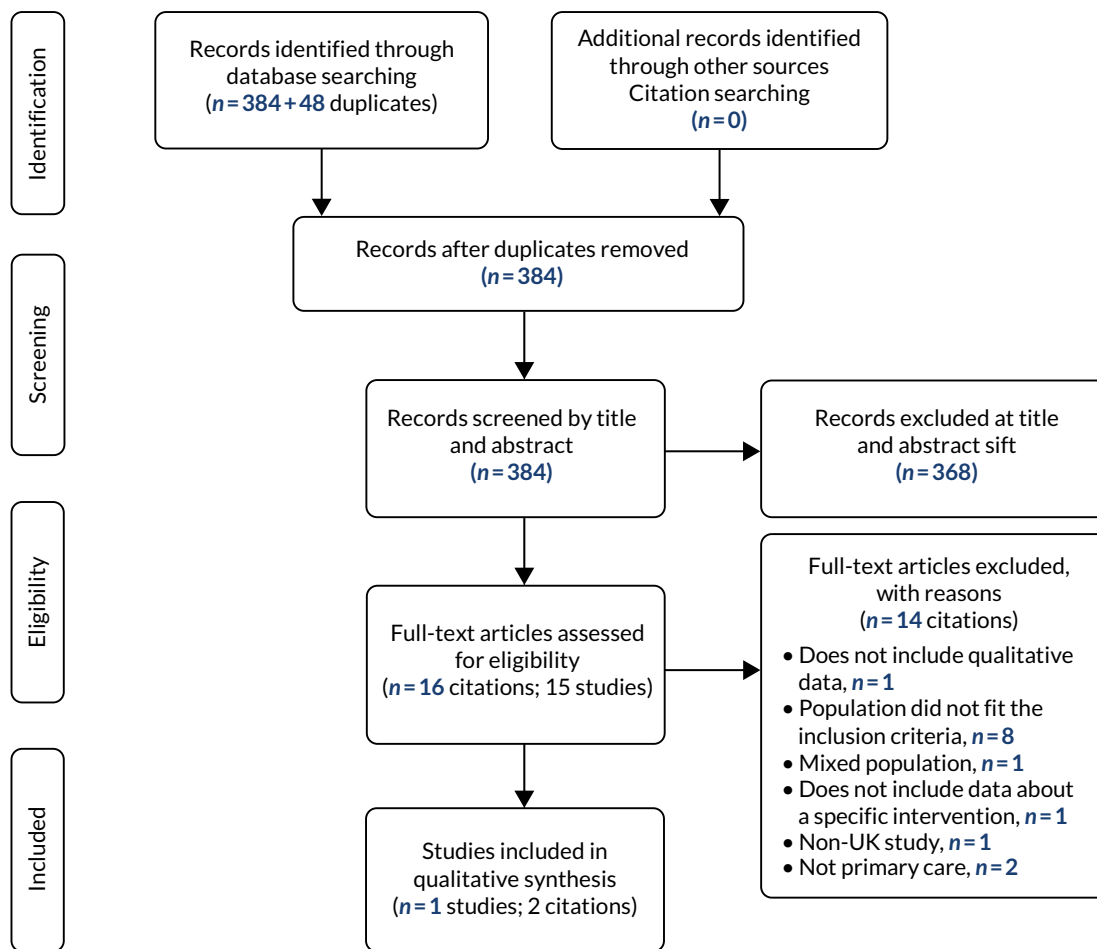 Identification
Records identified through
database searching
(n = 384 + 48 duplicates)
Additional records identified
through other sources
Citation searching
(n = 0)
Records after duplicates removed
(n = 384)
Screening
Records screened by title
and abstract
(n = 384)
Records excluded at title
and abstract sift
(n = 368)
Eligibility
Full-text articles assessed
for eligibility
(n = 16 citations; 15 studies)
Full-text articles excluded,
with reasons
(n = 14 citations)
• Does not include qualitative
data, n = 1
• Population did not fit the
inclusion criteria, n = 8
• Mixed population, n = 1
• Does not include data about
a specific intervention, n = 1
• Non-UK study, n = 1
• Not primary care, n = 2
Included
Studies included in
qualitative synthesis
(n = 1 studies; 2 citations)